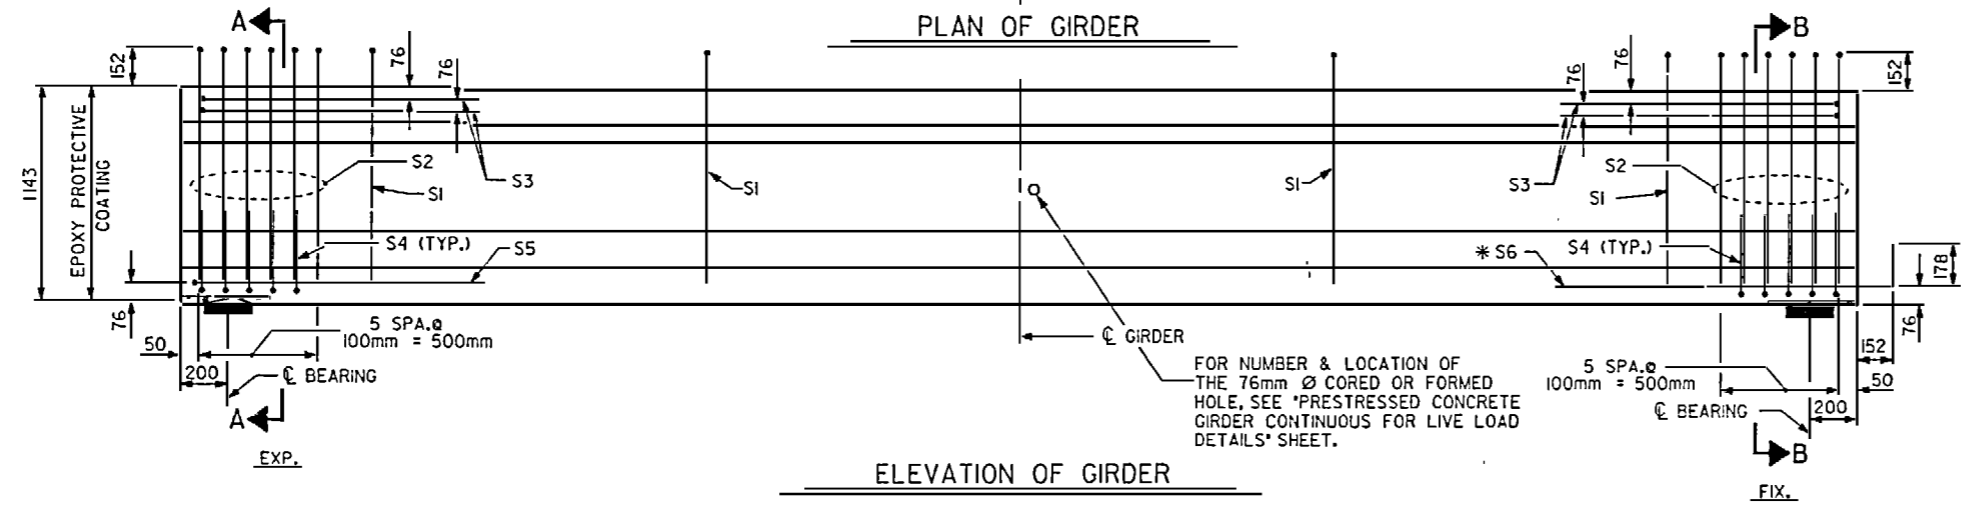 PLAN OF GIRDER
A
B
152
76
76
76
76
152
1143
EPOXY PROTECTIVE
COATING
S2
S1
S3
S1
S1
S3
S2
S1
S4 (TYP.)
S5
* S6
S4 (TYP.)
178
76
76
50
5 SPA.@
100mm = 500mm
200
℄ BEARING
℄ GIRDER
FOR NUMBER & LOCATION OF
THE 76mm Ø CORED OR FORMED
HOLE, SEE "PRESTRESSED CONCRETE
GIRDER CONTINUOUS FOR LIVE LOAD
DETAILS" SHEET.
5 SPA.@
100mm = 500mm
152
50
℄ BEARING
200
A
EXP.
B
FIX.
ELEVATION OF GIRDER